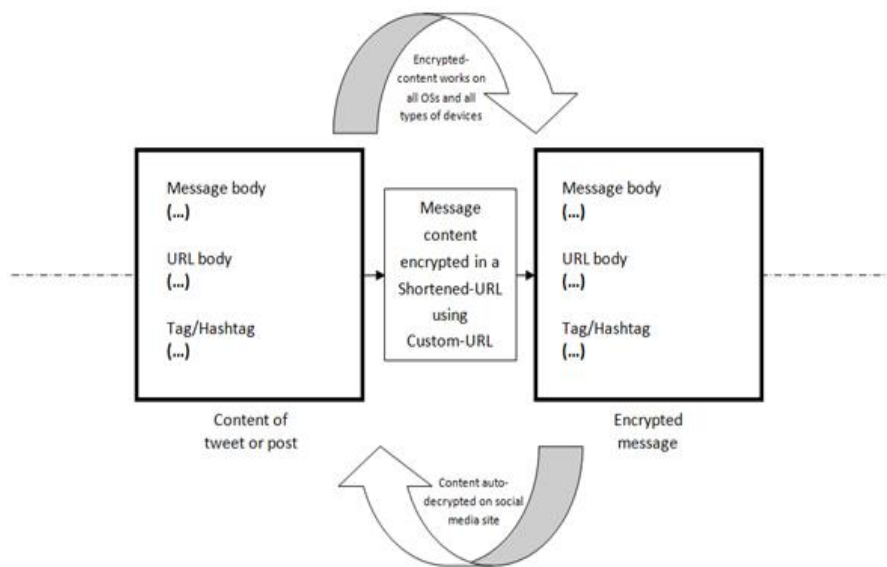 Encrypted-
content works on
all OSs and all
types of devices
Message body
(...)
URL body
(...)
Tag/Hashtag
(...)
Message
content
encrypted in a
Shortened-URL
using
Custom-URL
Message body
(...)
URL body
(...)
Tag/Hashtag
(...)
Content of
tweet or post
Encrypted
message
Content auto-
decrypted on social
media site